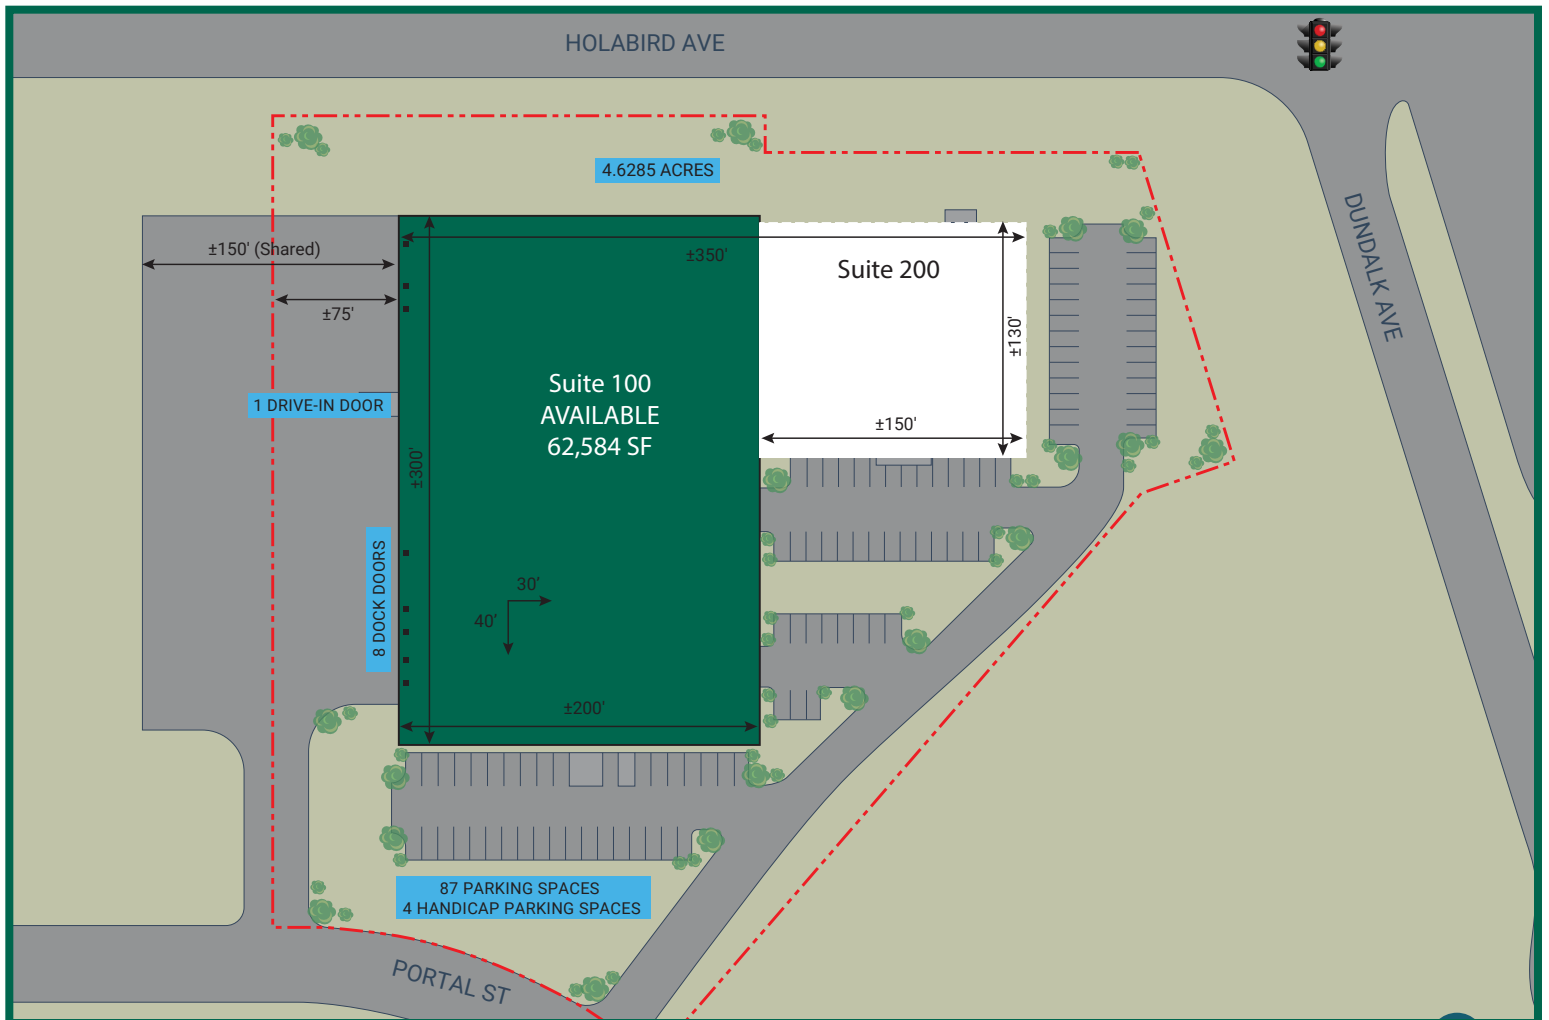 HOLABIRD AVE
4.6285 ACRES
DUNDALK AVE
±150' (Shared)
±350'
Suite 200
±75'
±130'
Suite 100
AVAILABLE
62,584 SF
1 DRIVE-IN DOOR
±150'
±300'
8 DOCK DOORS
30'
40'
±200'
87 PARKING SPACES
4 HANDICAP PARKING SPACES
PORTAL ST